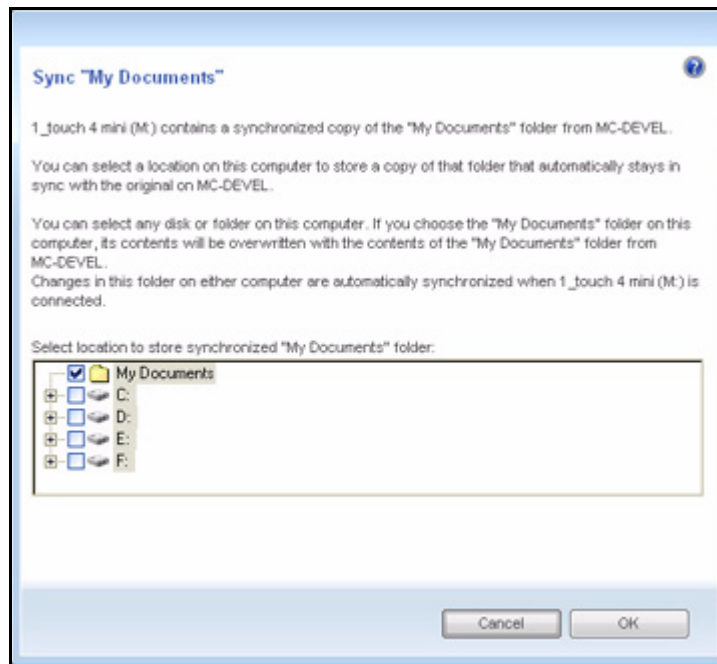 Sync "My Documents"
1_touch 4 mini (M:) contains a synchronized copy of the "My Documents" folder from MC-DEVEL.
You can select a location on this computer to store a copy of that folder that automatically stays in
sync with the original on MC-DEVEL.
You can select any disk or folder on this computer. If you choose the "My Documents" folder on this
computer, its contents will be overwritten with the contents of the "My Documents" folder from
MC-DEVEL.
Changes in this folder on either computer are automatically synchronized when 1_touch 4 mini (M:) is
connected.
Select location to store synchronized "My Documents" folder:
My Documents
C:
D:
E:
F:
Cancel OK